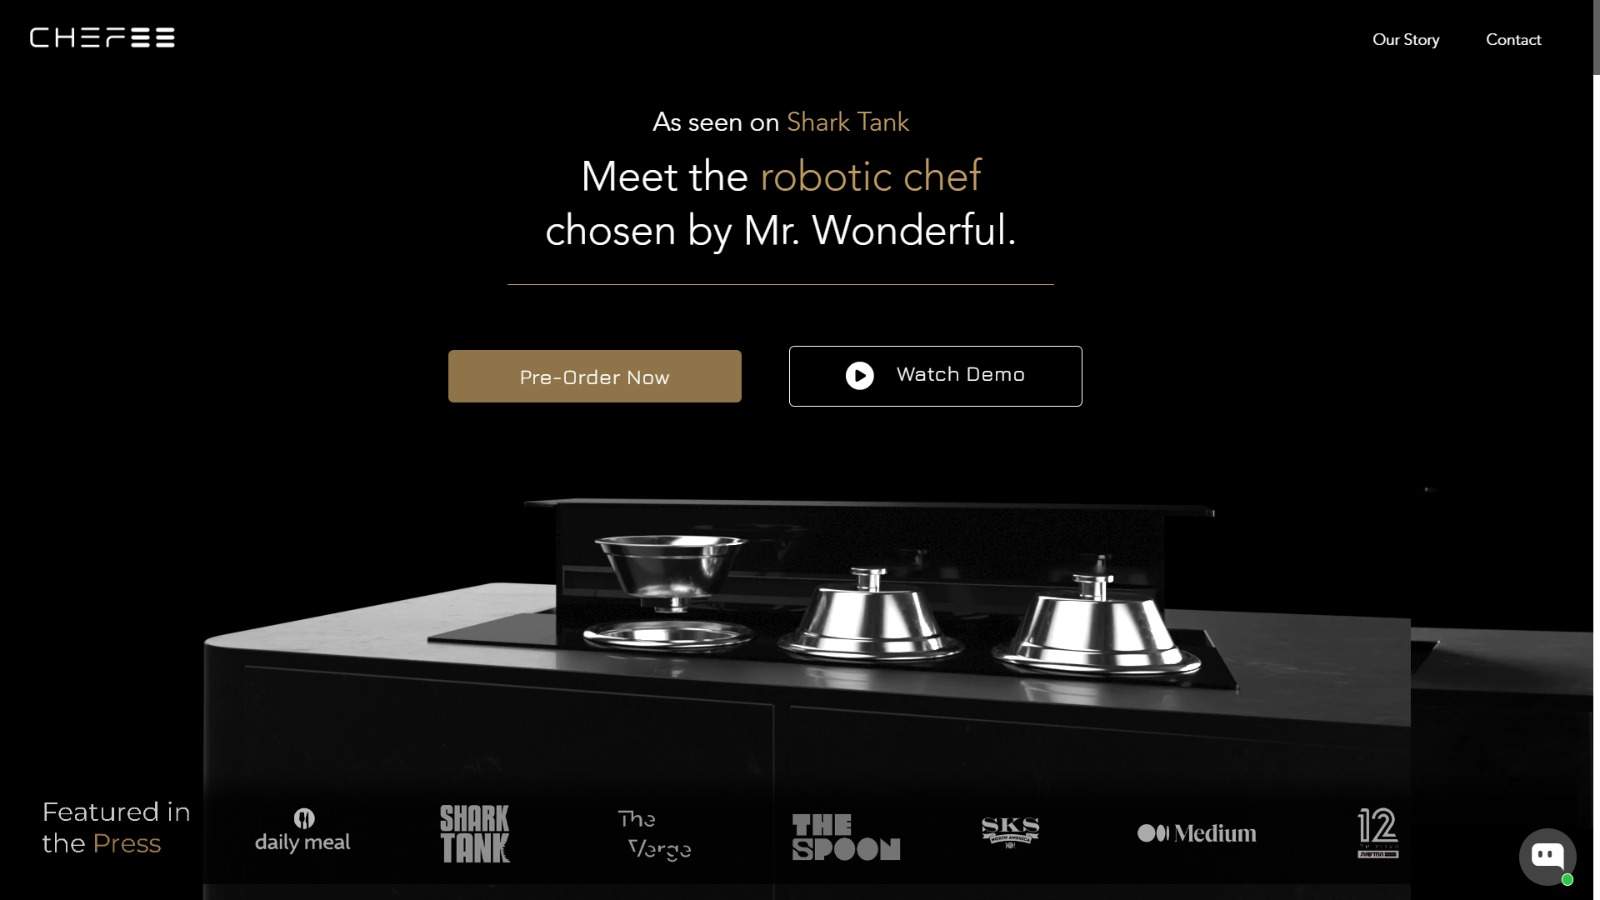 CHEFEE
Our Story
Contact
As seen on Shark Tank
Meet the robotic chef
chosen by Mr. Wonderful.
Pre-Order Now
Watch Demo
Featured in
the Press
daily meal
SHARK
TANK
The
Verge
THE
SPOON
SKS
Medium
12